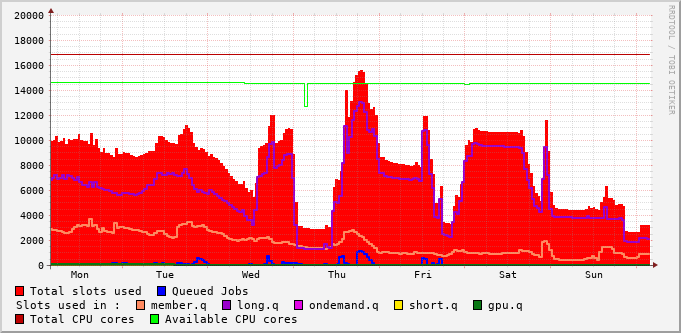 RRDTOOL / TOBI OETIKER
20000
18000
16000
14000
12000
10000
8000
6000
4000
2000
0
Mon Tue Wed Thu Fri Sat Sun
Total slots used Queued Jobs
Slots used in : member.q long.q ondemand.q short.q gpu.q
Total CPU cores Available CPU cores